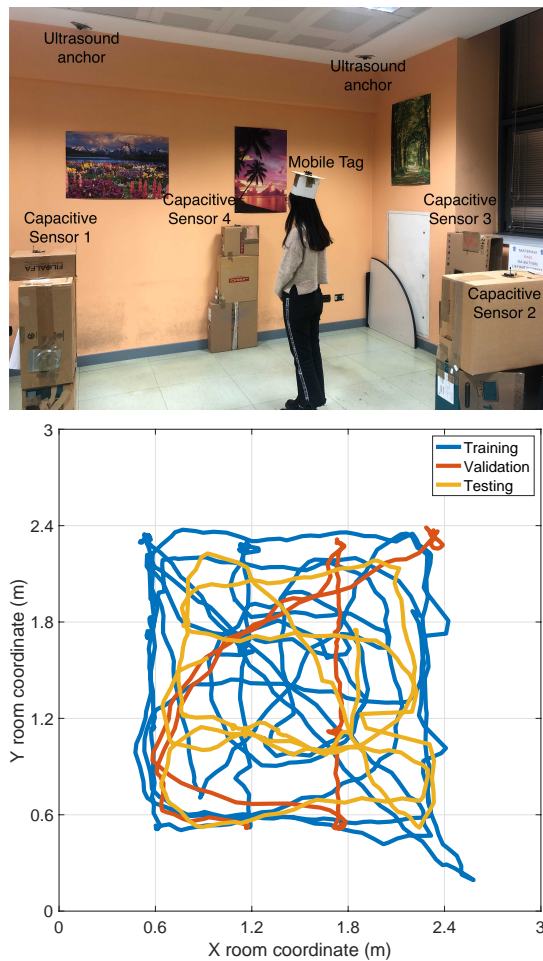 Ultrasound
anchor
Ultrasound
anchor
Mobile Tag
Capacitive
Sensor 4
Capacitive
Sensor 3
Capacitive
Sensor 1
FILOALFA
Capacitive
Sensor 2
3
2.4
1.8
1.2
0.6
0
Y room coordinate (m)
Training
Validation
Testing
0
0.6
1.2
1.8
2.4
3
X room coordinate (m)